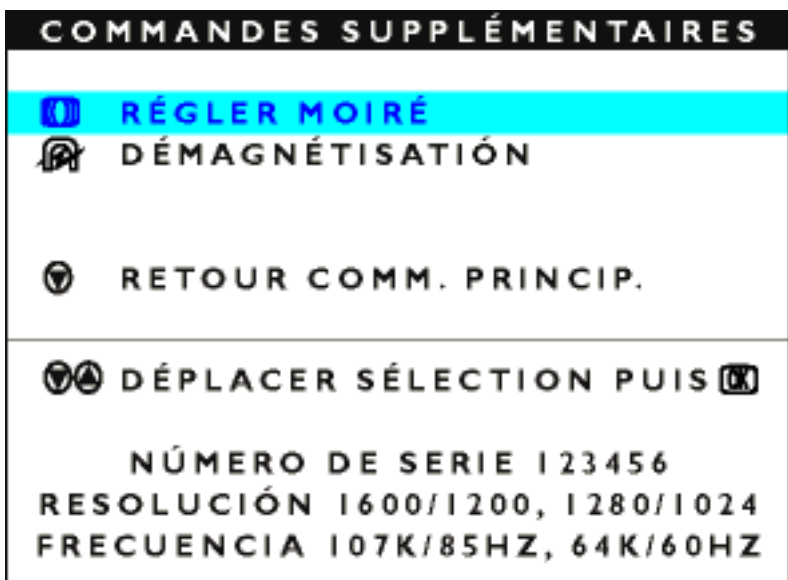 COMMANDES SUPPLÉMENTAIRES
RÉGLER MOIRÉ
DÉMAGNÉTISATIÓN
RETOUR COMM. PRINCIP.
DÉPLACER SÉLECTION PUIS OK
NÚMERO DE SERIE 123456
RESOLUCIÓN 1600/1200, 1280/1024
FRECUENCIA 107K/85HZ, 64K/60HZ